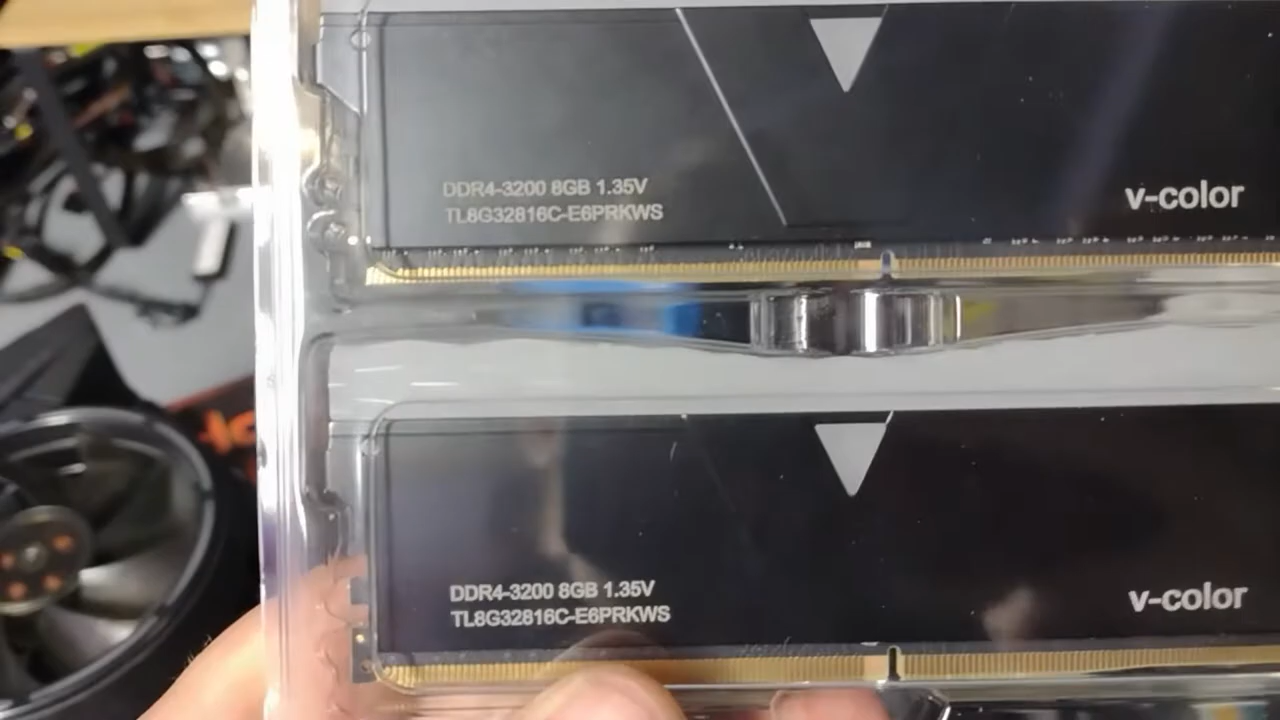 DDR4-3200 8GB 1.35V
TL8G32816C-E6PRKWS
v-color
DDR4-3200 8GB 1.35V
TL8G32816C-E6PRKWS
v-color